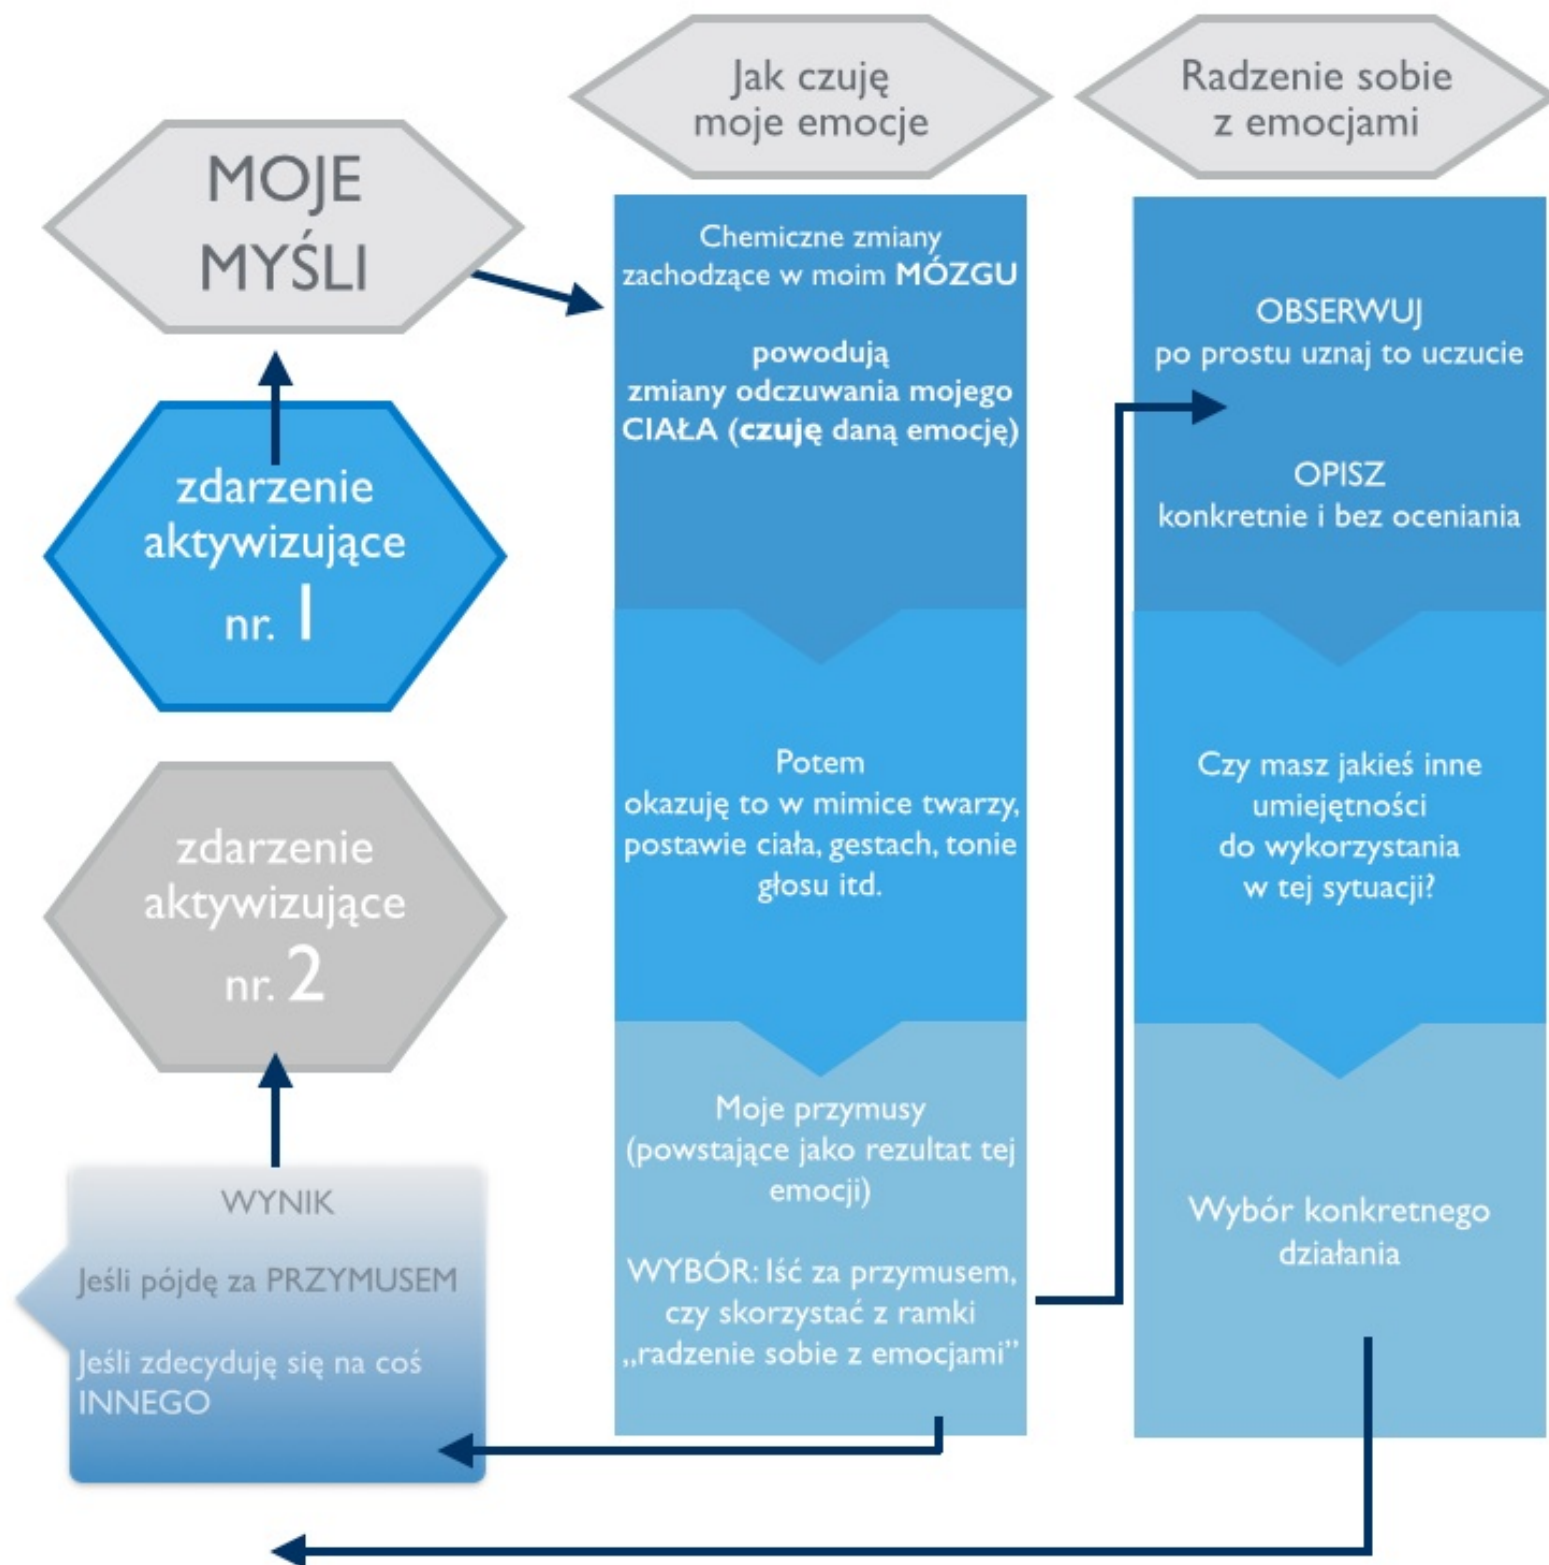 MOJE
MYŚLI
zdarzenie
aktywizujące
nr. 1
zdarzenie
aktywizujące
nr. 2
WYNIK
Jeśli pójdę za PRZYMUSEM
Jeśli zdecyduję się na coś
INNEGO
Jak czuję
moje emocje
Chemiczne zmiany
zachodzące w moim MÓZGU
powodują
zmiany odczuwania mojego
CIAŁA (czuję daną emocję)
Potem
okazuję to w mimice twarzy,
postawie ciała, gestach, tonie
głosu itd.
Moje przymusy
(powstające jako rezultat tej
emocji)
WYBÓR: Iść za przymusem,
czy skorzystać z ramki
,,radzenie sobie z emocjami”
Radzenie sobie
z emocjami
OBSERWUJ
po prostu uznaj to uczucie
OPISZ
konkretnie i bez oceniania
Czy masz jakieś inne
umiejętności
do wykorzystania
w tej sytuacji?
Wybór konkretnego
działania